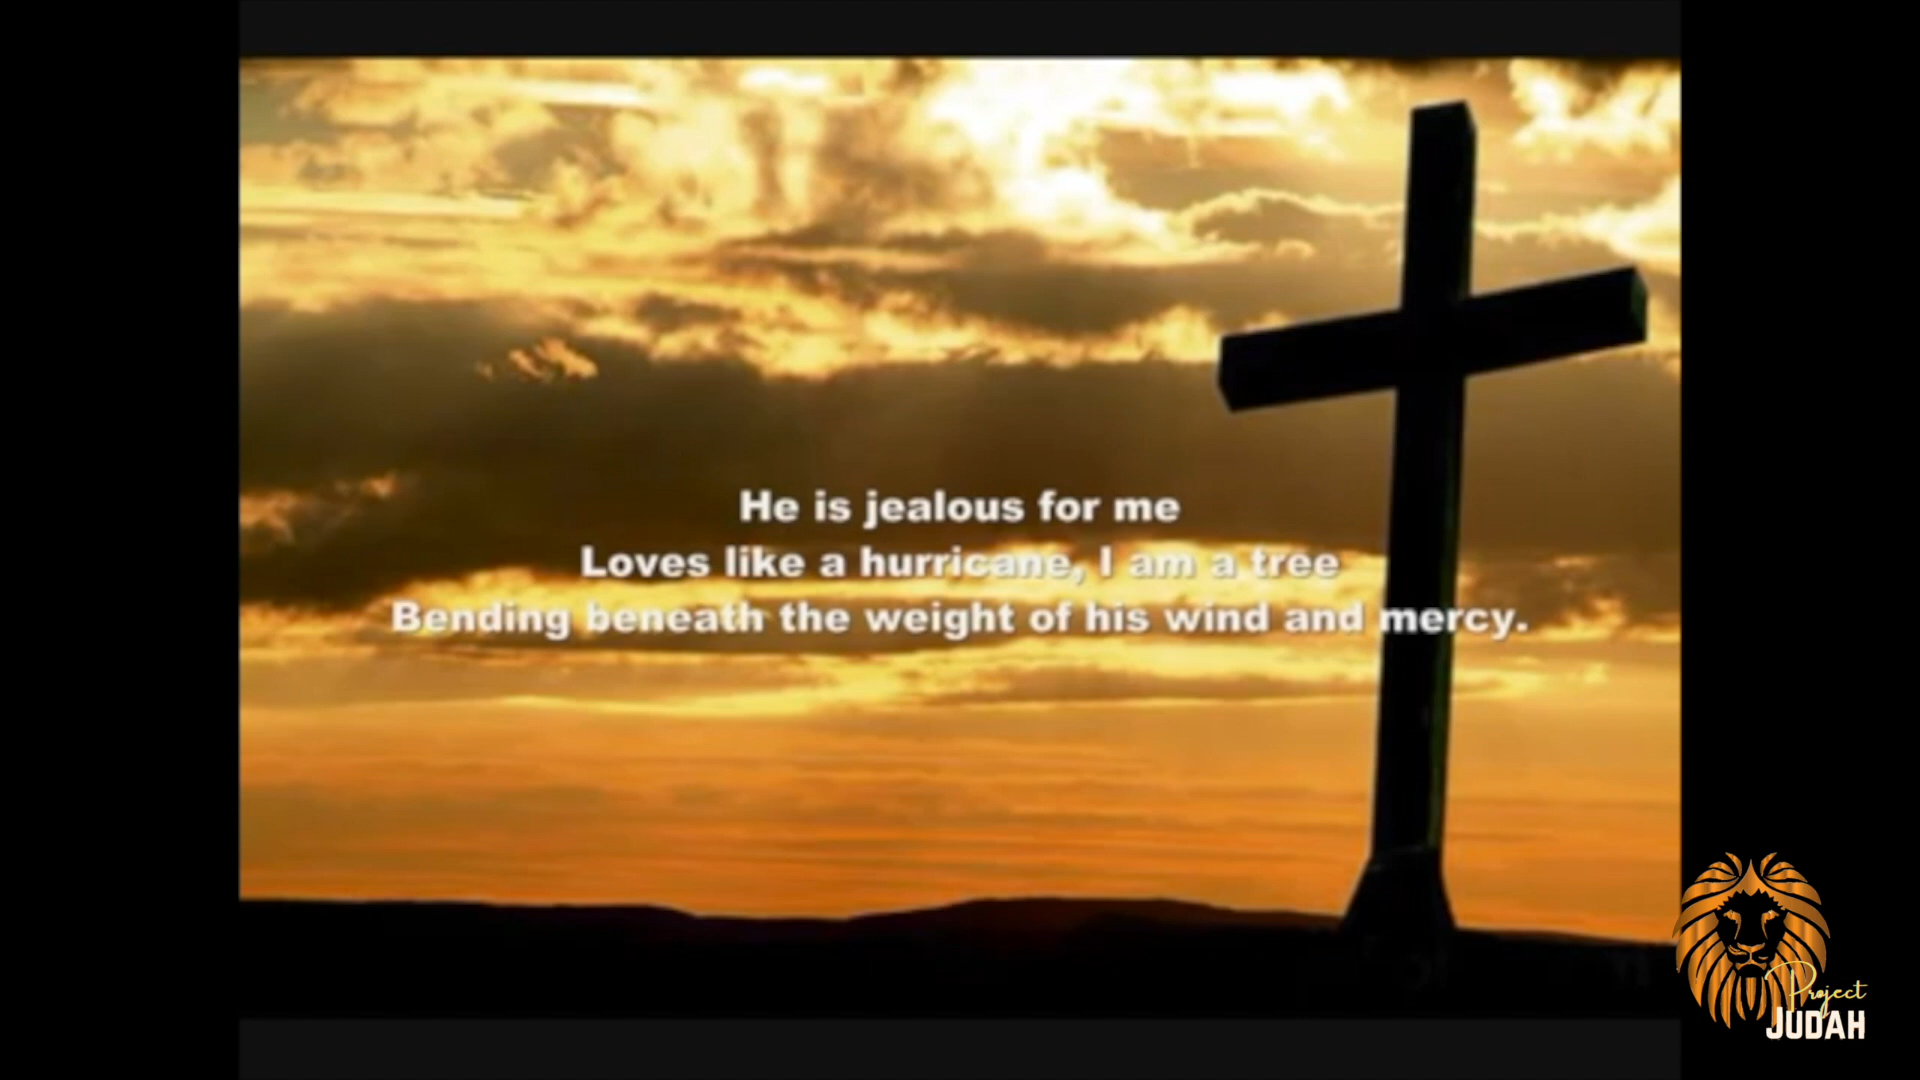 He is jealous for me
Loves like a hurricane, I am a tree
Bending beneath the weight of his wind and mercy.
Project
JUDAH